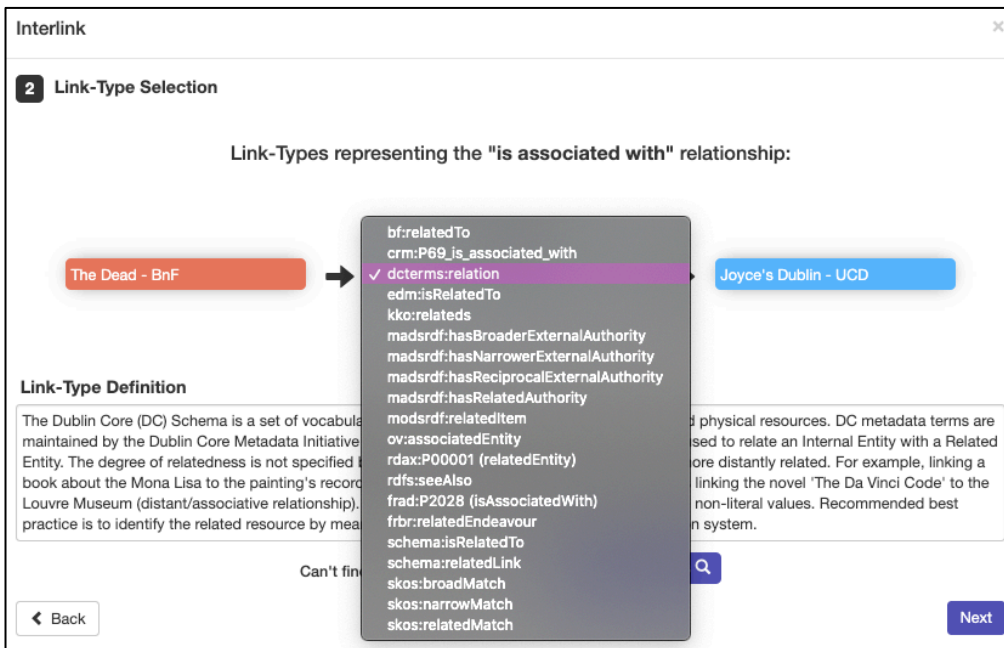 Interlink
×
2 Link-Type Selection
Link-Types representing the "is associated with" relationship:
The Dead - BnF
Joyce's Dublin - UCD
bf:relatedTo
crm:P69_is_associated_with
✓ dcterms:relation
edm:isRelatedTo
kko:relateds
madsrdf:hasBroaderExternalAuthority
madsrdf:hasNarrowerExternalAuthority
madsrdf:hasReciprocalExternalAuthority
madsrdf:hasRelatedAuthority
modsrdf:relatedItem
ov:associatedEntity
rdax:P00001 (relatedEntity)
rdfs:seeAlso
frad:P2028 (isAssociatedWith)
frbr:relatedEndeavour
schema:isRelatedTo
schema:relatedLink
skos:broadMatch
skos:narrowMatch
skos:relatedMatch
Link-Type Definition
The Dublin Core (DC) Schema is a set of physical resources. DC metadata terms are
maintained by the Dublin Core Metadata Initiative used to relate an Internal Entity with a Related
Entity. The degree of relatedness is not specified more distantly related. For example, linking a
book about the Mona Lisa to the painting's linking the novel 'The Da Vinci Code' to the
Louvre Museum (distant/associative relationship). non-literal values. Recommended best
practice is to identify the related resource by system.
Can't
Back
Next